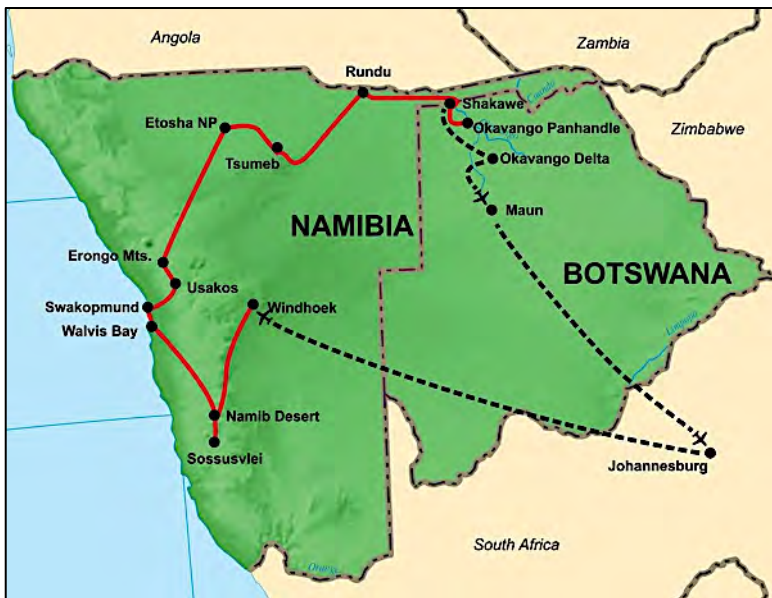 Angola
Zambia
Rundu
Shakawe
Etosha NP
Okavango Panhandle
Zimbabwe
Tsumeb
Okavango Delta
Maun
NAMIBIA
Erongo Mts.
BOTSWANA
Usakos
Swakopmund
Windhoek
Walvis Bay
Limpopo
Namib Desert
Sossusvlei
Johannesburg
South Africa